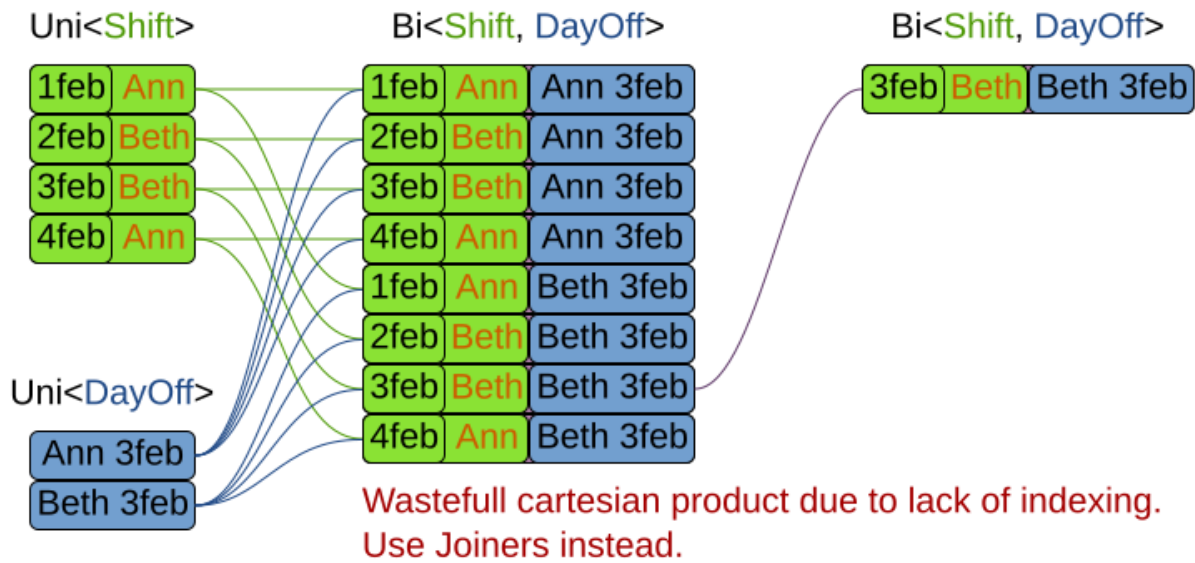 Uni<Shift>
Bi<Shift, DayOff>
Bi<Shift, DayOff>
1feb Ann
1feb Ann Ann 3feb
3feb Beth Beth 3feb
2feb Beth
2feb Beth Ann 3feb
3feb Beth
3feb Beth Ann 3feb
4feb Ann
4feb Ann Ann 3feb
1feb Ann Beth 3feb
2feb Beth Beth 3feb
Uni<DayOff>
3feb Beth Beth 3feb
Ann 3feb
4feb Ann Beth 3feb
Beth 3feb
Wastefull cartesian product due to lack of indexing.
Use Joiners instead.